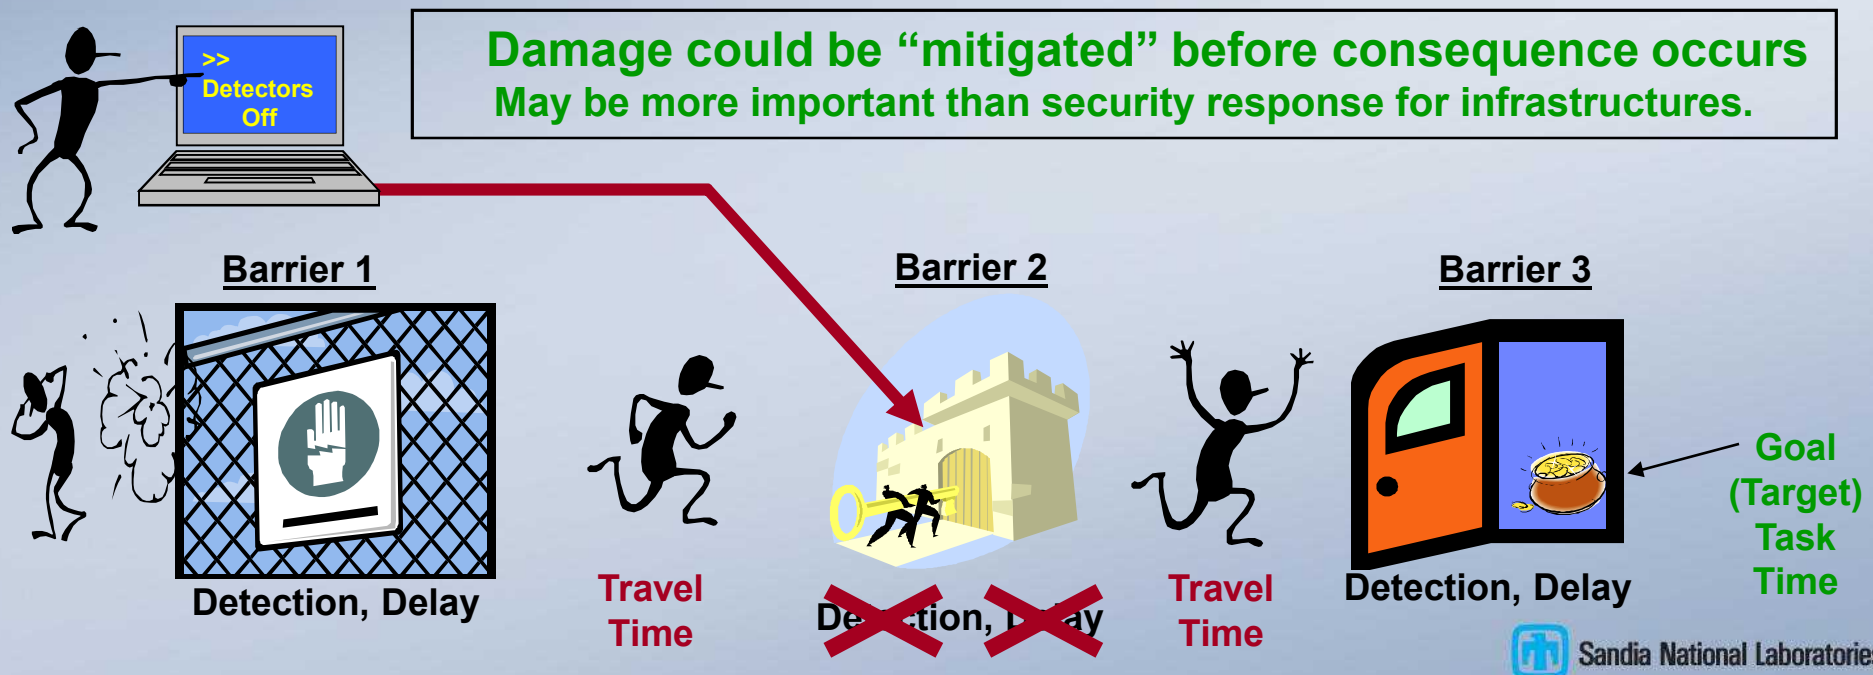 Damage could be “mitigated” before consequence occurs
May be more important than security response for infrastructures.
>>
Detectors
Off
Barrier 1
Barrier 2
Barrier 3
Goal
(Target)
Task
Time
Detection, Delay
Travel
Time
Detection, Delay
Travel
Time
Detection, Delay
Sandia National Laboratories